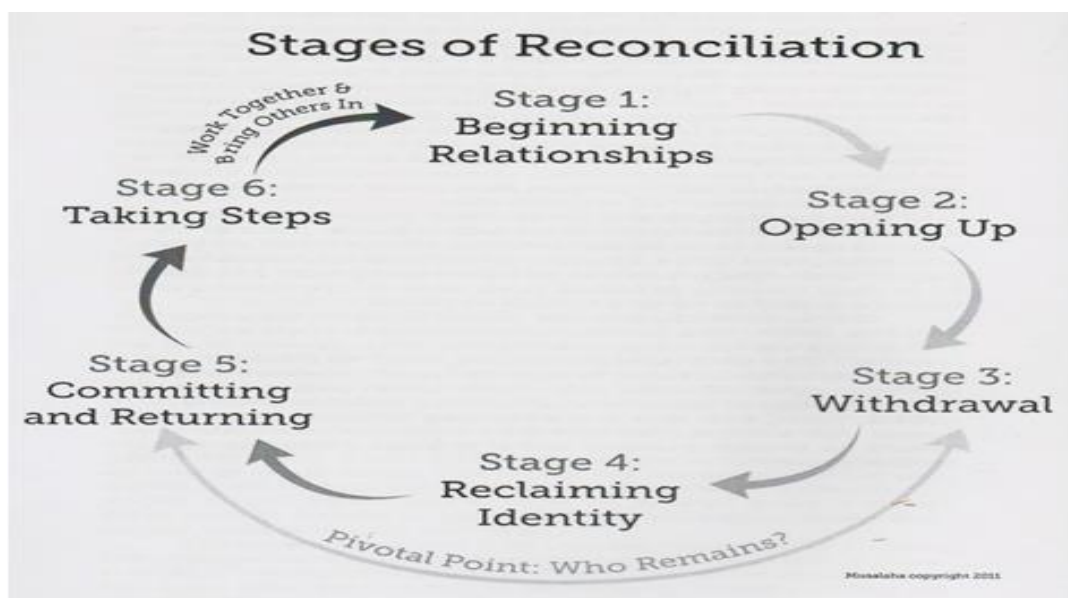 Stages of Reconciliation
Work Together &
Bring Others In
Stage 1:
Beginning
Relationships
Stage 2:
Opening Up
Stage 3:
Withdrawal
Stage 4:
Reclaiming
Identity
Stage 5:
Committing
and Returning
Stage 6:
Taking Steps
Pivotal Point: Who Remains?
Musalaha copyright 2011